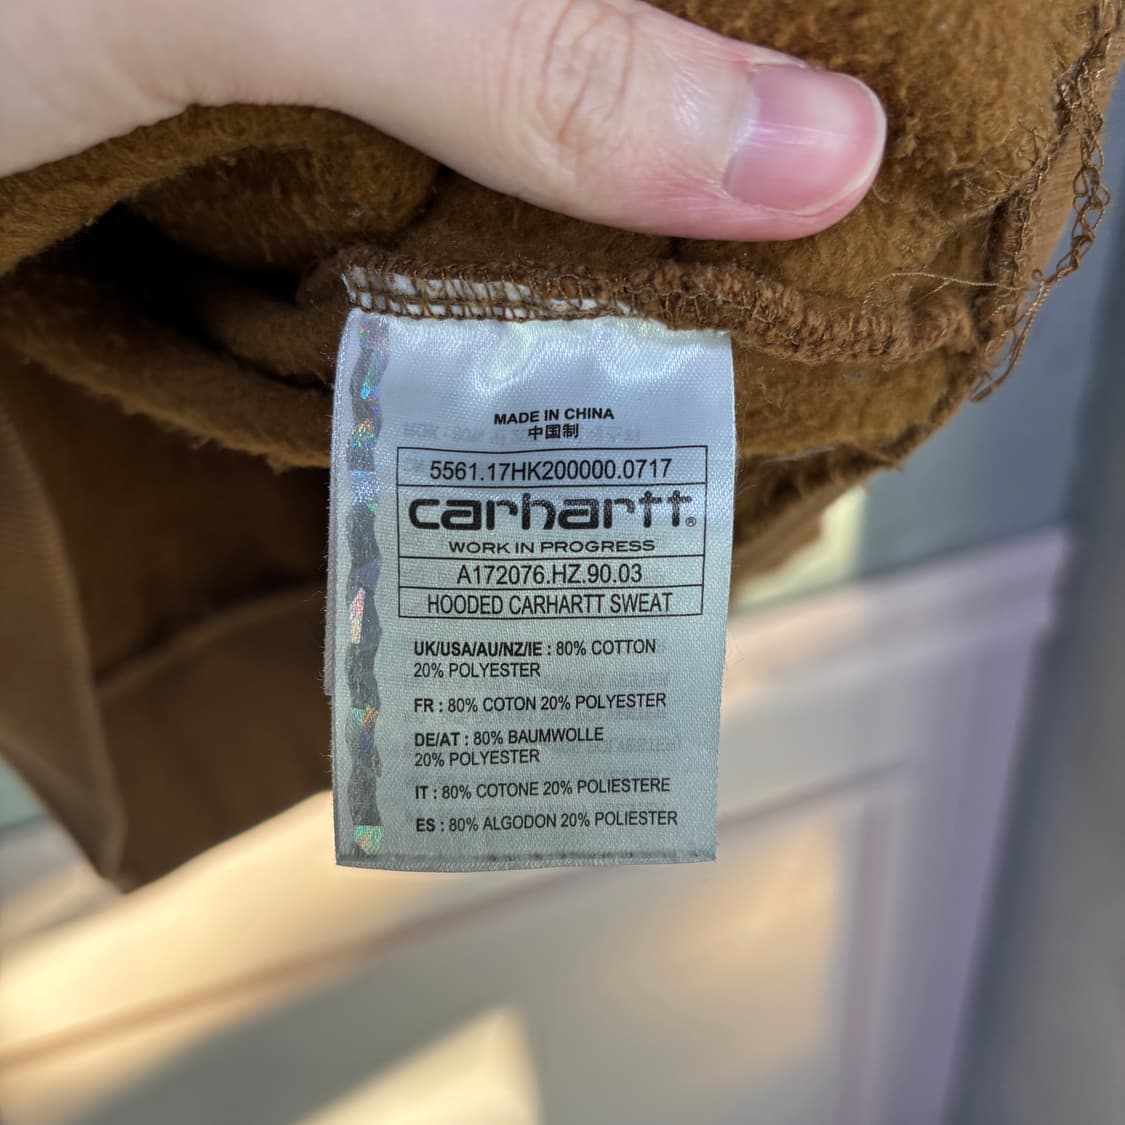 MADE IN CHINA
中国制
5561.17HK200000.0717
carhartt®
WORK IN PROGRESS
A172076.HZ.90.03
HOODED CARHARTT SWEAT
UK/USA/AU/NZ/IE : 80% COTTON
20% POLYESTER
FR : 80% COTON 20% POLYESTER
DE/AT : 80% BAUMWOLLE
20% POLYESTER
IT : 80% COTONE 20% POLIESTERE
ES : 80% ALGODON 20% POLIESTER